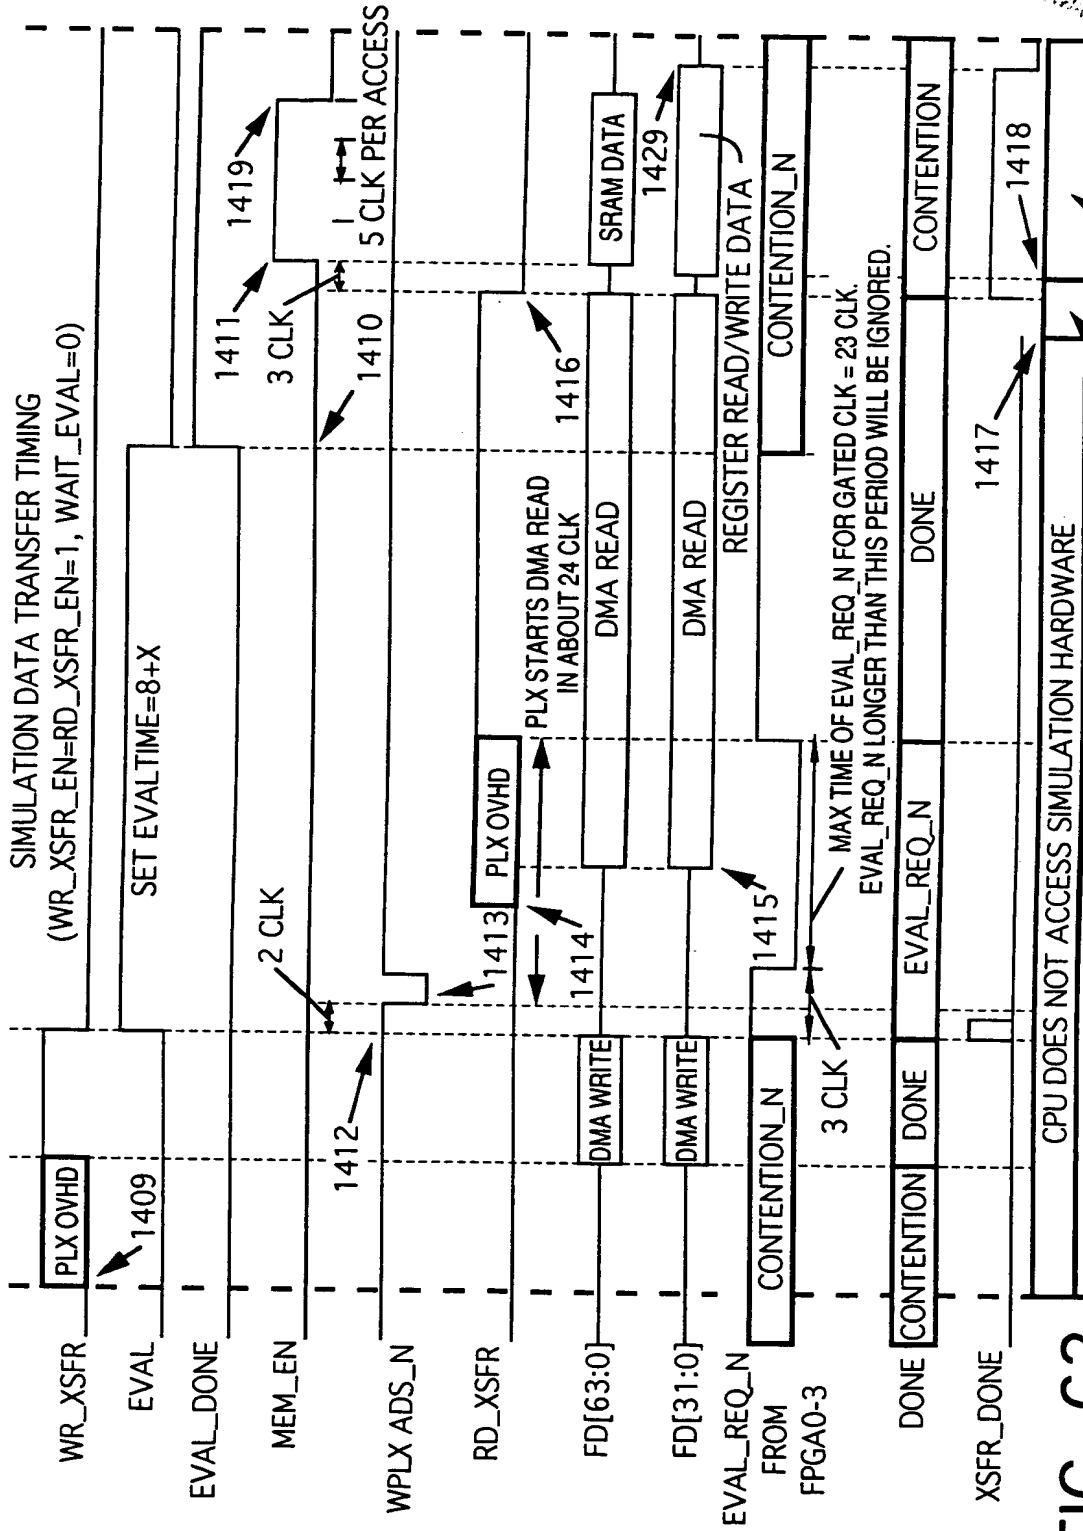 SIMULATION DATA TRANSFER TIMING
(WR_XSFR_EN=RD_XSFR_EN=1, WAIT_EVAL=0)
WR_XSFR
PLX OVHD
1409
EVAL
SET EVALTIME=8+X
EVAL_DONE
2 CLK
1411
3 CLK
1410
1419
MEM_EN
5 CLK PER ACCESS
1412
WPLX ADS_N
1413
RD_XSFR
PLX OVHD
1414
PLX STARTS DMA READ
IN ABOUT 24 CLK
1416
FD[63:0]
DMA WRITE
DMA READ
SRAM DATA
1429
FD[31:0]
DMA WRITE
DMA READ
REGISTER READ/WRITE DATA
1415
EVAL_REQ_N
FROM
FPGA0-3
CONTENTION_N
CONTENTION_N
3 CLK
MAX TIME OF EVAL_REQ_N FOR GATED CLK = 23 CLK.
EVAL_REQ_N LONGER THAN THIS PERIOD WILL BE IGNORED.
DONE
CONTENTION
DONE
EVAL_REQ_N
DONE
CONTENTION
XSFR_DONE
1417
1418
CPU DOES NOT ACCESS SIMULATION HARDWARE